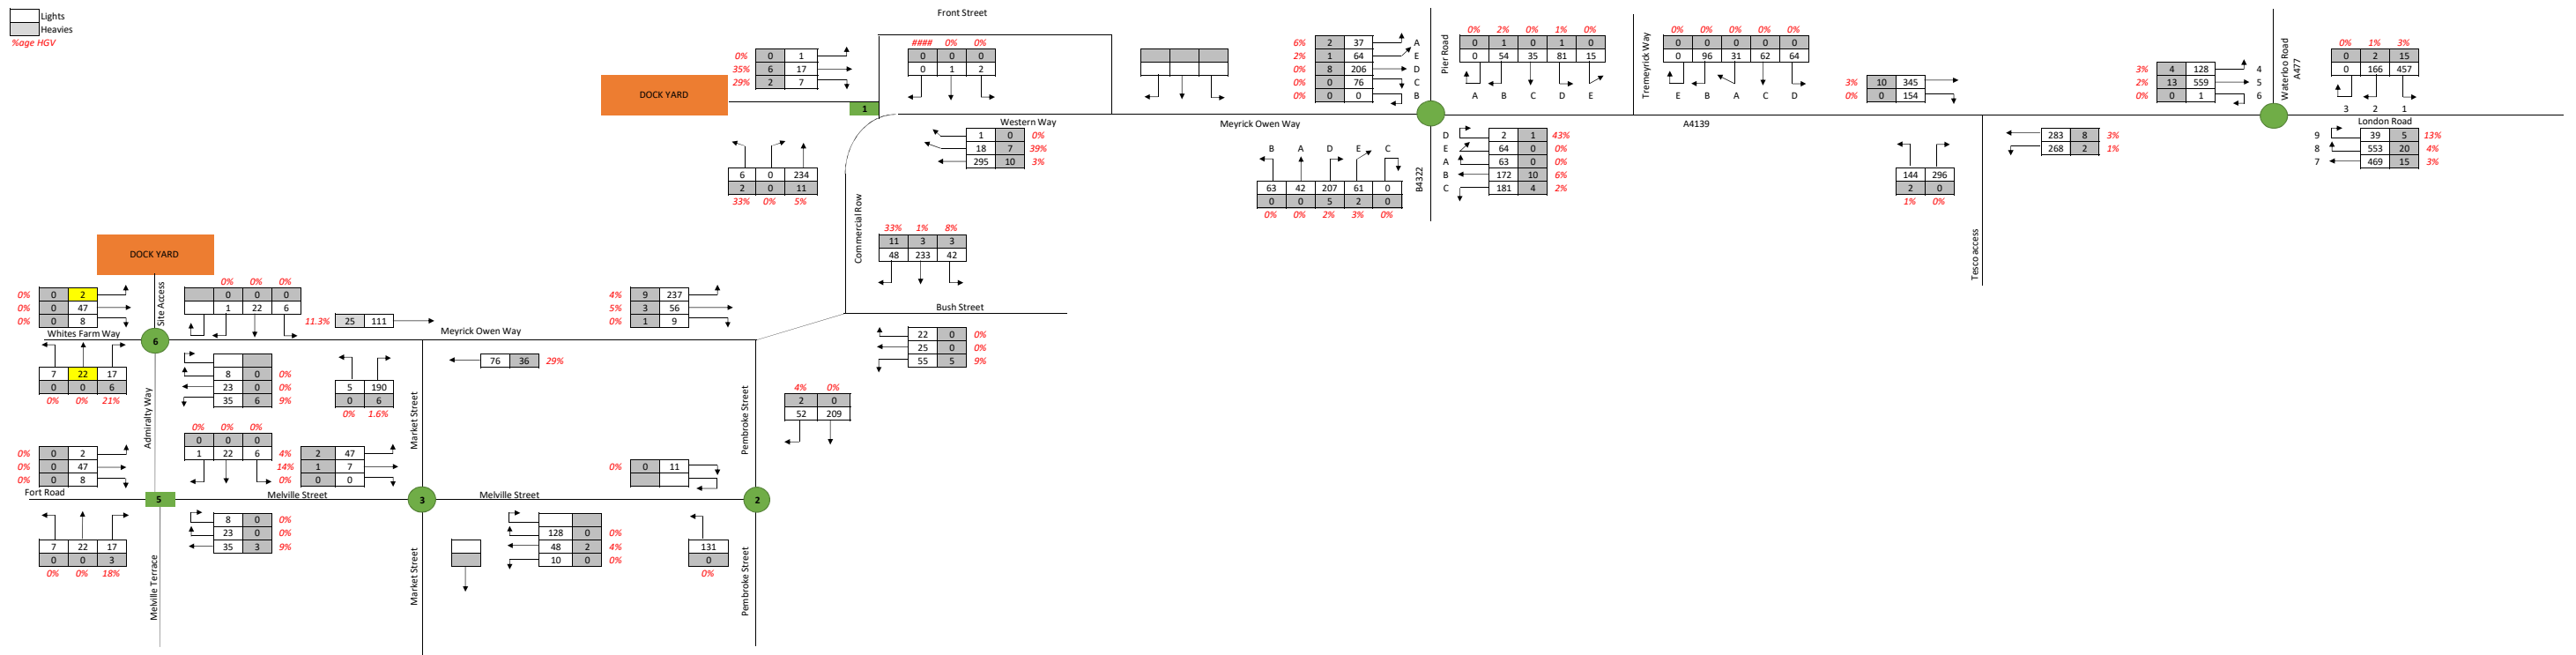 Lights
Heavies
%age HGV
Front Street
DOCK YARD
0% 0 1
35% 6 17
29% 2 7
1
#### 0% 0%
0 0 0
0 1 2
6% 2 37 A
2% 1 64 E
0% 8 206 D
0% 0 76 C
0% 0 0 B
Pier Road
0% 2% 0% 1% 0%
0 1 0 1 0
0 54 35 81 15
A B C D E
Tremeyrick Way
0% 0% 0% 0% 0%
0 0 0 0 0
0 96 31 62 64
E B A C D
3% 10 345
0% 0 154
3% 4 128 4
2% 13 559 5
0% 0 1 6
Waterloo Road
A477
0% 1% 3%
0 2 15
0 166 457
3 2 1
Western Way
1 0 0%
18 7 39%
295 10 3%
Meyrick Owen Way
A4139
London Road
6 0 234
2 0 11
33% 0% 5%
Commercial Row
B A D E C
63 42 207 61 0
0 0 5 2 0
0% 0% 2% 3% 0%
B4322
D 2 1 43%
E 64 0 0%
A 63 0 0%
B 172 10 6%
C 181 4 2%
144 296
2 0
1% 0%
Tesco access
283 8 3%
268 2 1%
9 39 5 13%
8 553 20 4%
7 469 15 3%
33% 1% 8%
11 3 3
48 233 42
DOCK YARD
Site Access
0% 0 2
0% 0 47
0% 0 8
0% 0% 0%
0 0 0
1 22 6
11.3% 25 111
4% 9 237
5% 3 56
0% 1 9
Bush Street
Whites Farm Way
6
Meyrick Owen Way
22 0 0%
25 0 0%
55 5 9%
7 22 17
0 0 6
0% 0% 21%
Admiralty Way
8 0 0%
23 0 0%
35 6 9%
5 190
0 6
0% 1.6%
Market Street
76 36 29%
Pembroke Street
4% 0%
2 0
52 209
0% 0 2
0% 0 47
0% 0 8
0% 0% 0%
0 0 0
1 22 6
4% 2 47
14% 1 7
0% 0 0
0% 0 11
Fort Road
5
Melville Street
3
Melville Street
2
7 22 17
0 0 3
0% 0% 18%
Melville Terrace
8 0 0%
23 0 0%
35 3 9%
Market Street
128 0 0%
48 2 4%
10 0 0%
131
0
0%
Pembroke Street